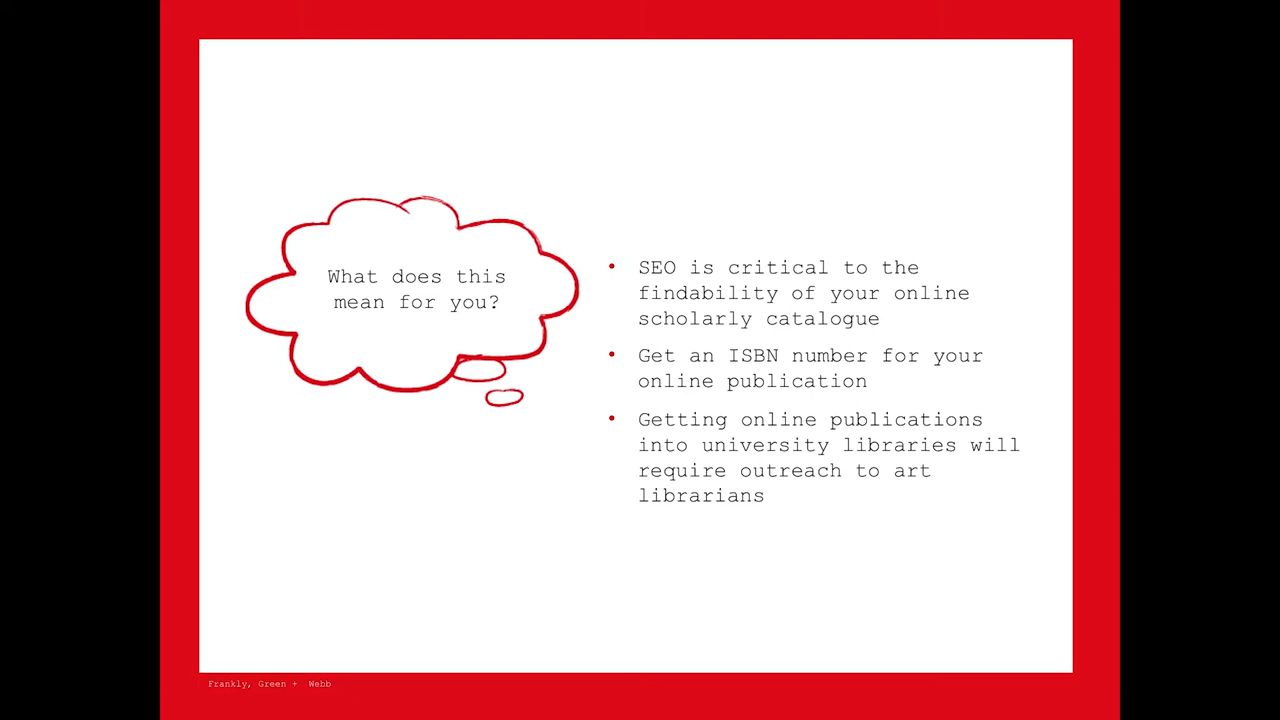 What does this
mean for you?
• SEO is critical to the
findability of your online
scholarly catalogue
• Get an ISBN number for your
online publication
• Getting online publications
into university libraries will
require outreach to art
librarians
Frankly, Green + Webb